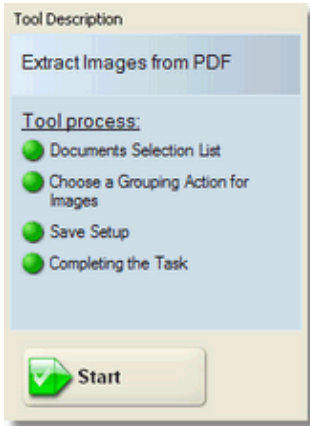 Tool Description
Extract Images from PDF
Tool process:
Documents Selection List
Choose a Grouping Action for
Images
Save Setup
Completing the Task
Start